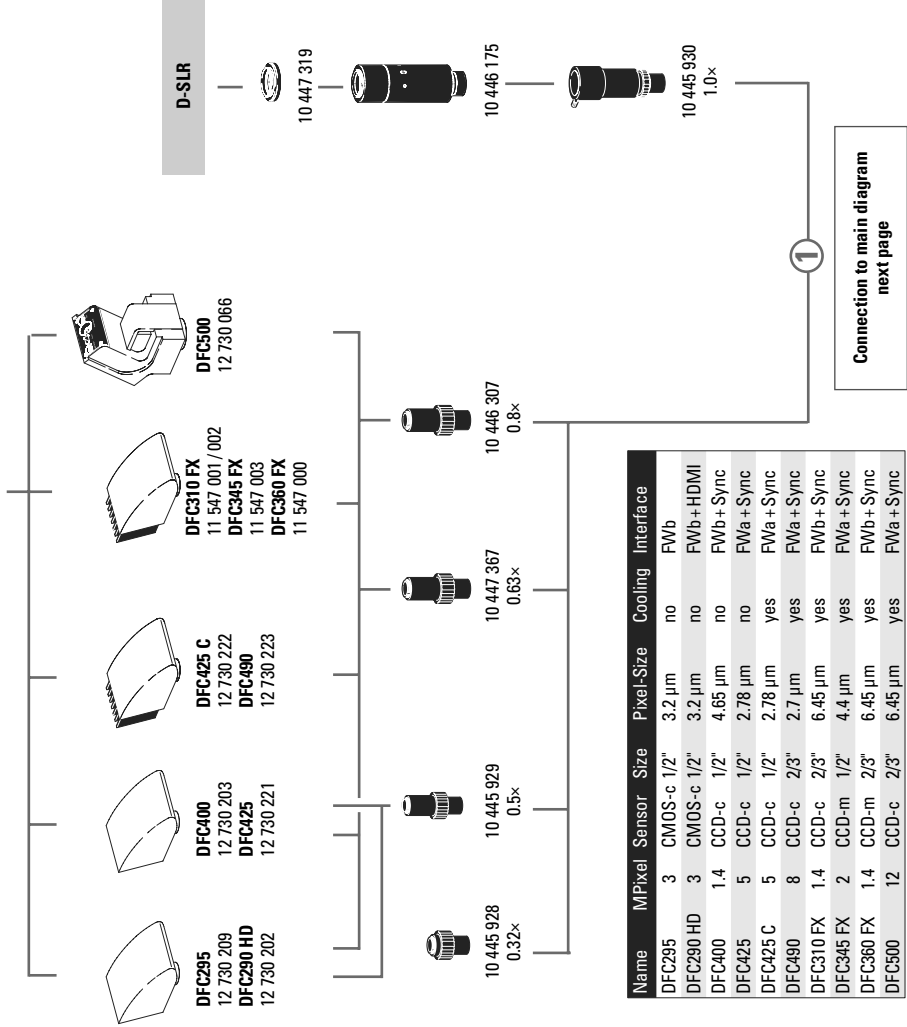 DFC295
12 730 209
DFC290 HD
12 730 202
DFC400
12 730 203
DFC425
12 730 221
DFC425 C
12 730 222
DFC490
12 730 223
DFC310 FX
11 547 001 / 002
DFC345 FX
11 547 003
DFC360 FX
11 547 000
DFC500
12 730 066
D-SLR
10 447 319
10 446 175
10 445 930
1.0×
10 445 928
0.32×
10 445 929
0.5×
10 447 367
0.63×
10 446 307
0.8×
1
Connection to main diagram
next page
Name MPixel Sensor Size Pixel-Size Cooling Interface
DFC295 3 CMOS-c 1/2" 3.2 µm no FWb
DFC290 HD 3 CMOS-c 1/2" 3.2 µm no FWb + HDMI
DFC400 1.4 CCD-c 1/2" 4.65 µm no FWb + Sync
DFC425 5 CCD-c 1/2" 2.78 µm no FWa + Sync
DFC425 C 5 CCD-c 1/2" 2.78 µm yes FWa + Sync
DFC490 8 CCD-c 2/3" 2.7 µm yes FWa + Sync
DFC310 FX 1.4 CCD-c 2/3" 6.45 µm yes FWb + Sync
DFC345 FX 2 CCD-m 1/2" 4.4 µm yes FWa + Sync
DFC360 FX 1.4 CCD-m 2/3" 6.45 µm yes FWb + Sync
DFC500 12 CCD-c 2/3" 6.45 µm yes FWa + Sync